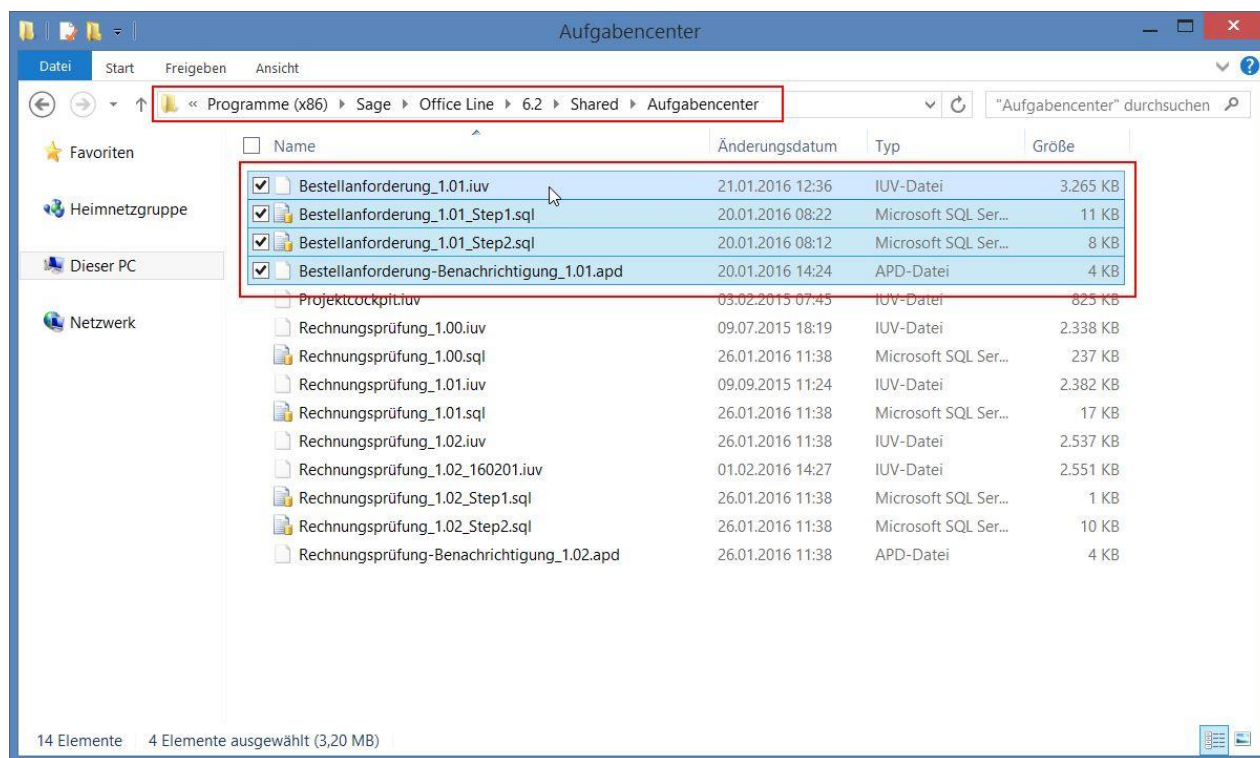 Aufgabencenter
Datei Start Freigeben Ansicht
« Programme (x86) Sage Office Line 6.2 Shared Aufgabencenter "Aufgabencenter" durchsuchen
Favoriten
Heimnetzgruppe
Dieser PC
Netzwerk
Name Änderungsdatum Typ Größe
Bestellanforderung_1.01.iuv 21.01.2016 12:36 IUV-Datei 3.265 KB
Bestellanforderung_1.01_Step1.sql 20.01.2016 08:22 Microsoft SQL Ser... 11 KB
Bestellanforderung_1.01_Step2.sql 20.01.2016 08:12 Microsoft SQL Ser... 8 KB
Bestellanforderung-Benachrichtigung_1.01.apd 20.01.2016 14:24 APD-Datei 4 KB
Projektcockpit.iuv 03.02.2015 07:45 IUV-Datei 825 KB
Rechnungsprüfung_1.00.iuv 09.07.2015 18:19 IUV-Datei 2.338 KB
Rechnungsprüfung_1.00.sql 26.01.2016 11:38 Microsoft SQL Ser... 237 KB
Rechnungsprüfung_1.01.iuv 09.09.2015 11:24 IUV-Datei 2.382 KB
Rechnungsprüfung_1.01.sql 26.01.2016 11:38 Microsoft SQL Ser... 17 KB
Rechnungsprüfung_1.02.iuv 26.01.2016 11:38 IUV-Datei 2.537 KB
Rechnungsprüfung_1.02_160201.iuv 01.02.2016 14:27 IUV-Datei 2.551 KB
Rechnungsprüfung_1.02_Step1.sql 26.01.2016 11:38 Microsoft SQL Ser... 1 KB
Rechnungsprüfung_1.02_Step2.sql 26.01.2016 11:38 Microsoft SQL Ser... 10 KB
Rechnungsprüfung-Benachrichtigung_1.02.apd 26.01.2016 11:38 APD-Datei 4 KB
14 Elemente 4 Elemente ausgewählt (3,20 MB)